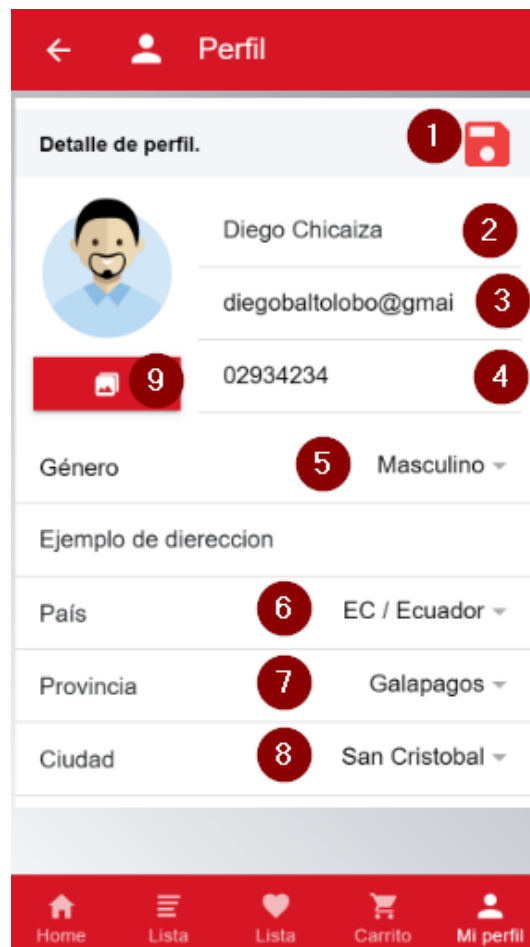 Perfil
Detalle de perfil.
1
Diego Chicaiza
2
diegobaltolobo@gmai
3
02934234
4
9
Género
5
Masculino
Ejemplo de diereccion
País
6
EC / Ecuador
Provincia
7
Galapagos
Ciudad
8
San Cristobal
Home
Lista
Lista
Carrito
Mi perfil